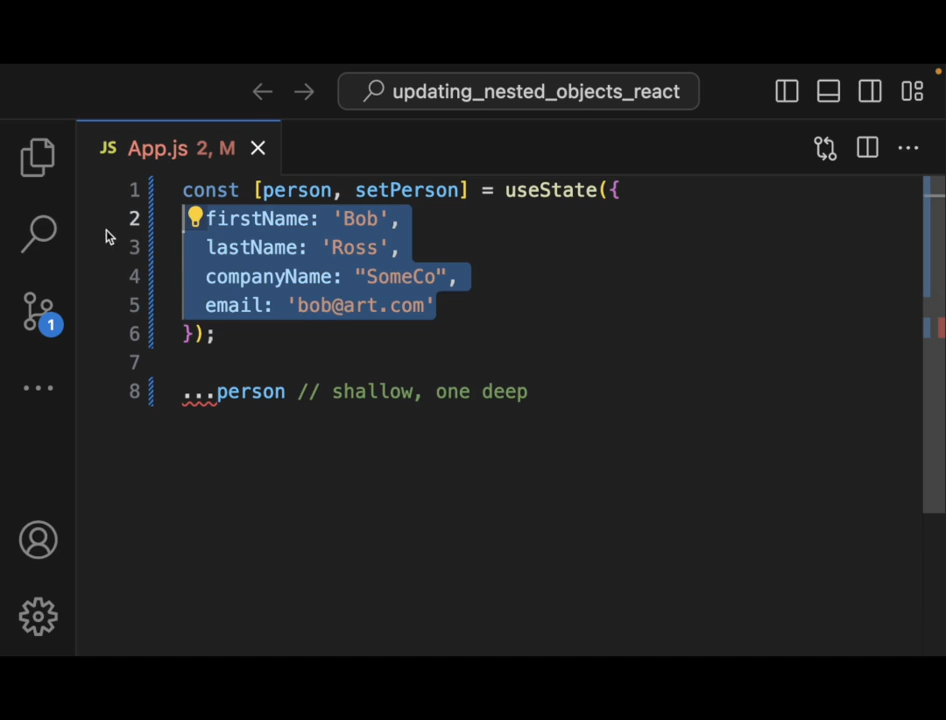 updating_nested_objects_react
JS App.js 2, M
1 const [person, setPerson] = useState({
2 firstName: 'Bob',
3 lastName: 'Ross',
4 companyName: "SomeCo",
5 email: 'bob@art.com'
6 });
7
8 ...person // shallow, one deep
1